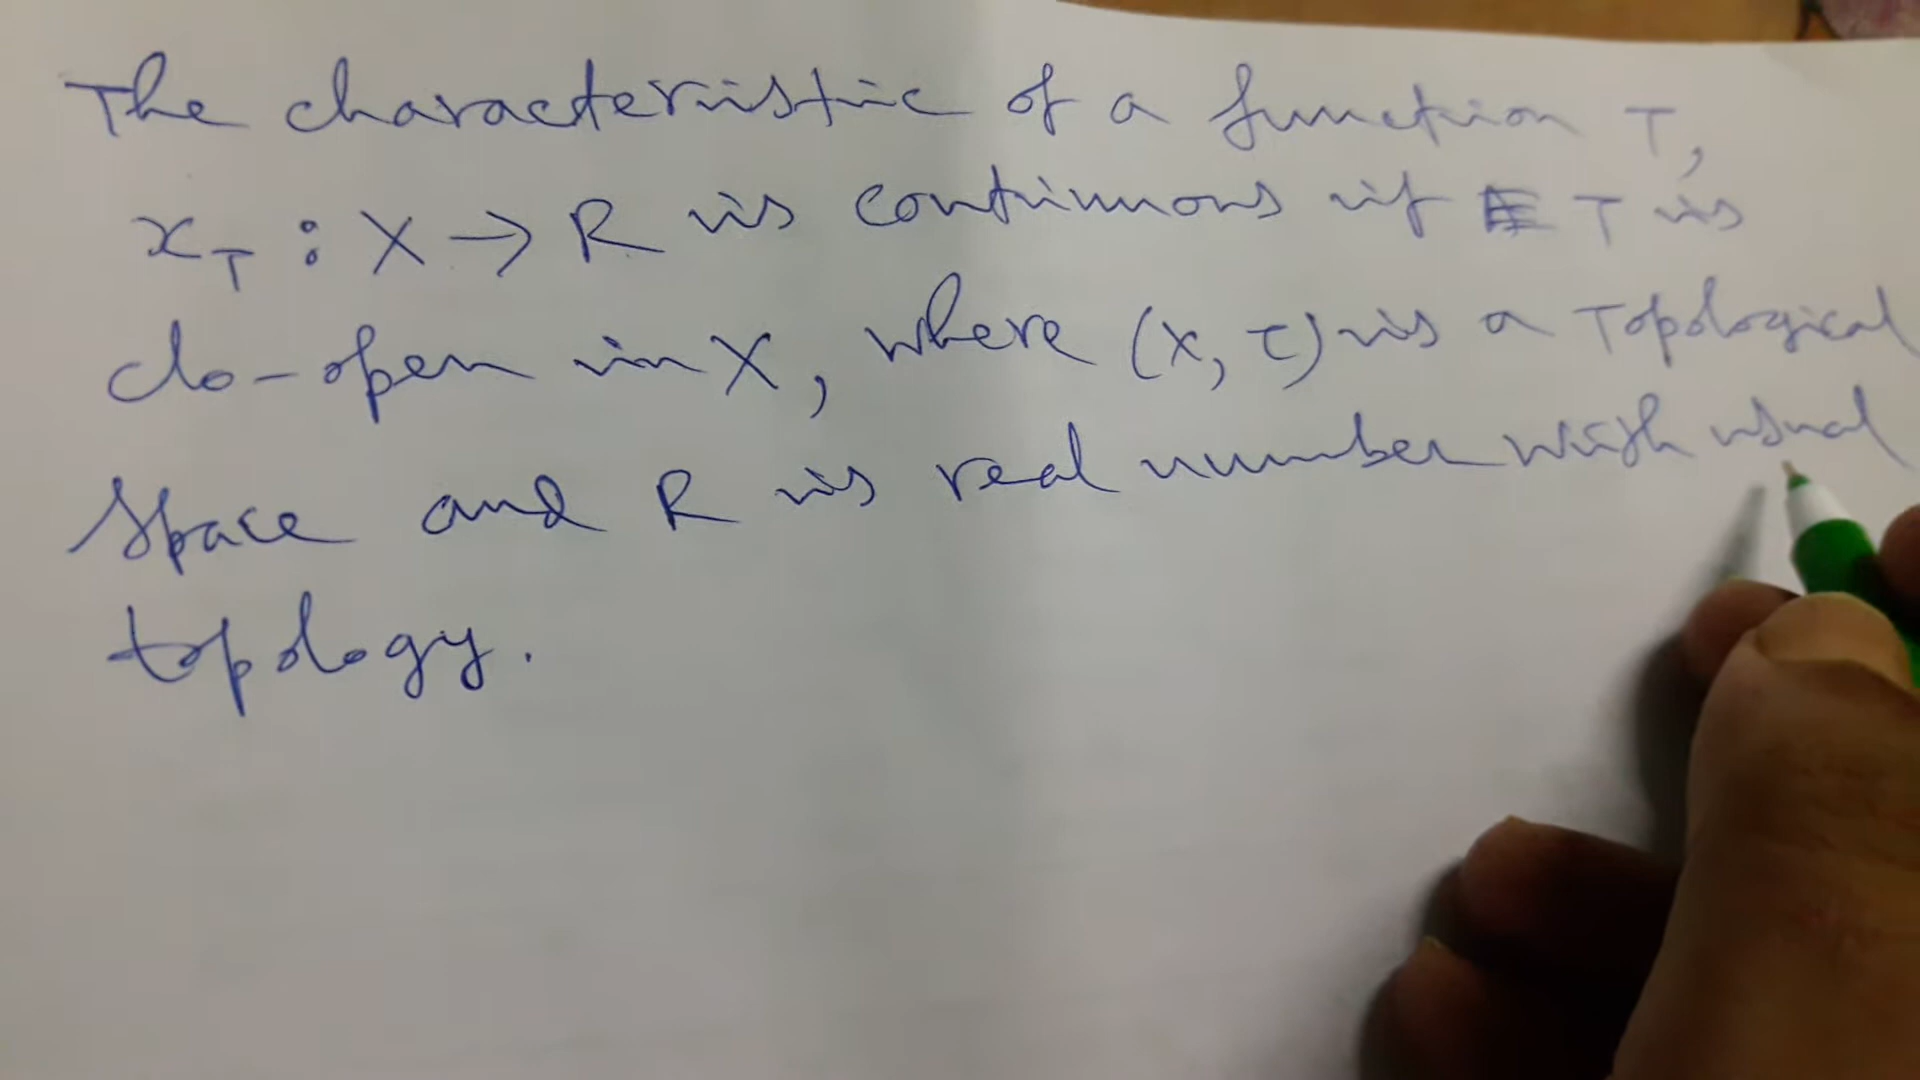 The characteristic of a function T,
x_T : X → R is continuous if T is
clo-open in X, where (X, τ) is a Topological
space and R is real number with usual
topology.